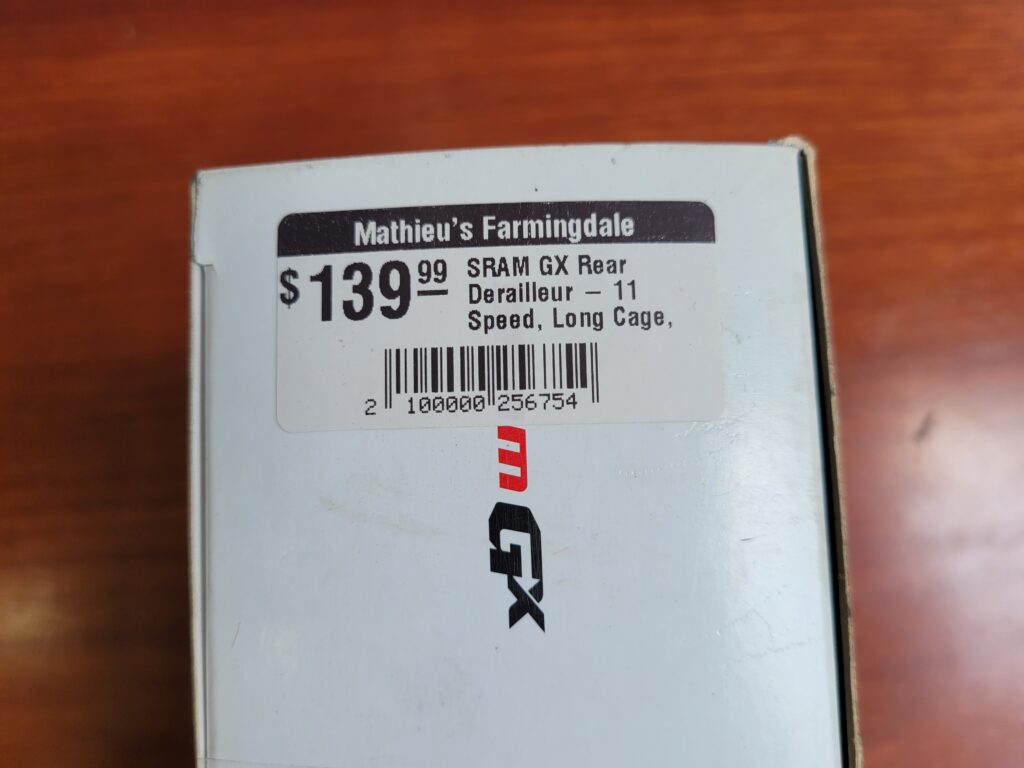 Mathieu's Farmingdale
$139.99
SRAM GX Rear
Derailleur – 11
Speed, Long Cage,
2 100000 256754
m
GX